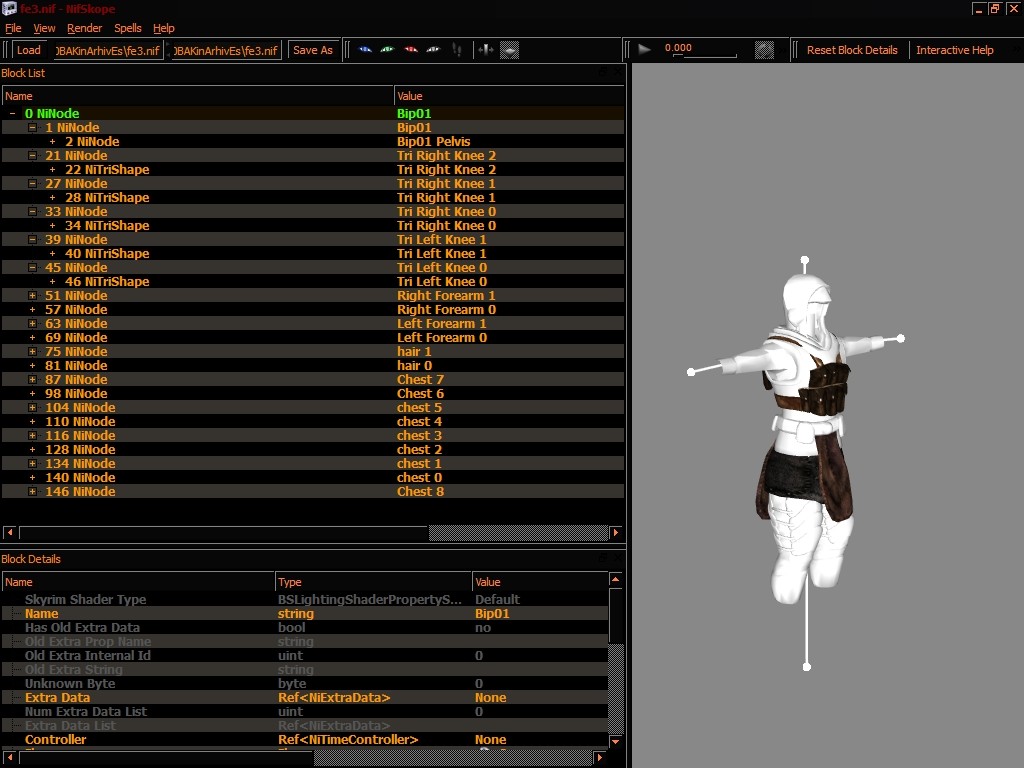 fe3.nif - NifSkope
File View Render Spells Help
Load JBAKinArhivEs\fe3.nif JBAKinArhivEs\fe3.nif Save As 0.000 Reset Block Details Interactive Help
Block List
Name Value
0 NiNode Bip01
1 NiNode Bip01
2 NiNode Bip01 Pelvis
21 NiNode Tri Right Knee 2
22 NiTriShape Tri Right Knee 2
27 NiNode Tri Right Knee 1
28 NiTriShape Tri Right Knee 1
33 NiNode Tri Right Knee 0
34 NiTriShape Tri Right Knee 0
39 NiNode Tri Left Knee 1
40 NiTriShape Tri Left Knee 1
45 NiNode Tri Left Knee 0
46 NiTriShape Tri Left Knee 0
51 NiNode Right Forearm 1
57 NiNode Right Forearm 0
63 NiNode Left Forearm 1
69 NiNode Left Forearm 0
75 NiNode hair 1
81 NiNode hair 0
87 NiNode Chest 7
98 NiNode Chest 6
104 NiNode chest 5
110 NiNode chest 4
116 NiNode chest 3
128 NiNode chest 2
134 NiNode chest 1
140 NiNode chest 0
146 NiNode Chest 8
Block Details
Name Type Value
Skyrim Shader Type BSLightingShaderPropertyS... Default
Name string Bip01
Has Old Extra Data bool no
Old Extra Prop Name string
Old Extra Internal Id uint 0
Old Extra String string
Unknown Byte byte 0
Extra Data Ref<NiExtraData> None
Num Extra Data List uint 0
Extra Data List Ref<NiExtraData>
Controller Ref<NiTimeController> None